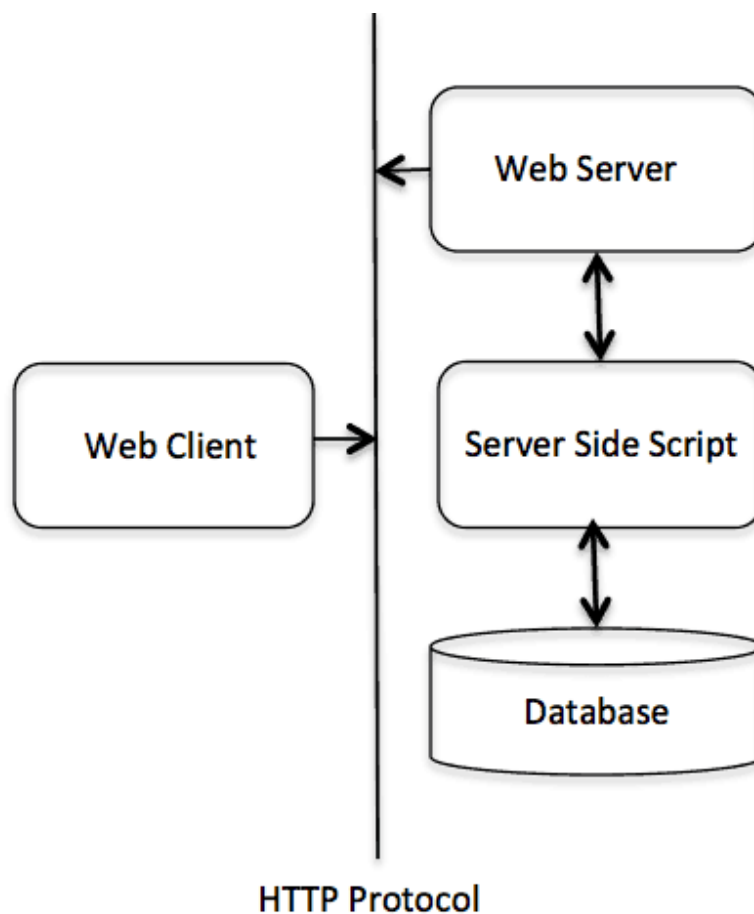 Web Server
Web Client
Server Side Script
Database
HTTP Protocol